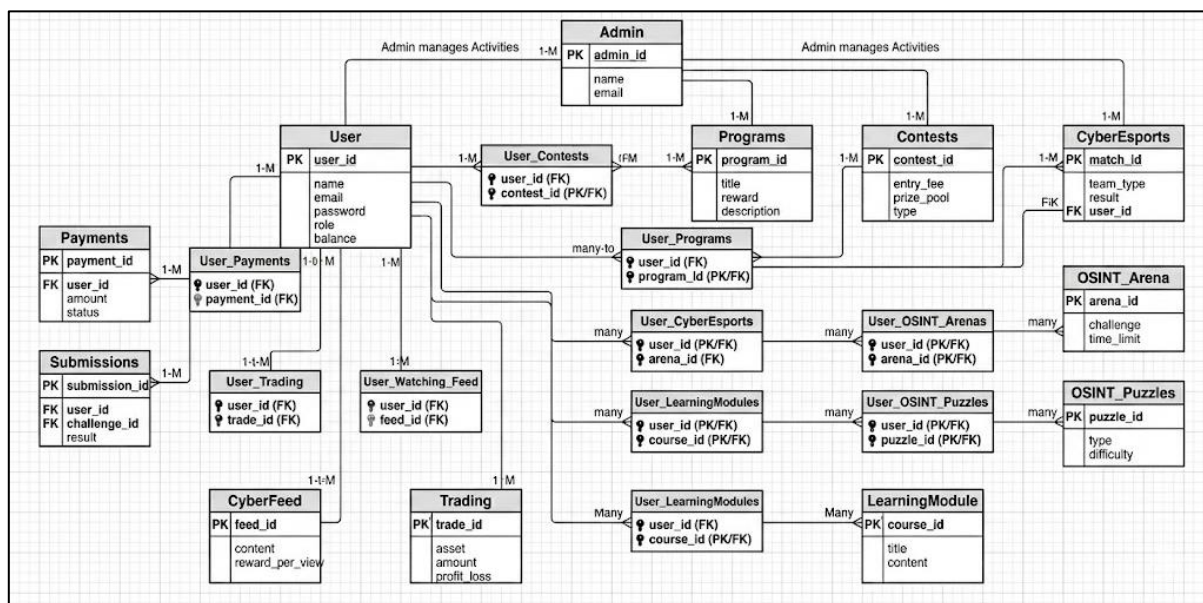 Admin
PK admin_id
name
email
Admin manages Activities
1-M
Admin manages Activities
1-M
1-M
1-M
1-M
User
PK user_id
name
email
password
role
balance
1-M
1-M
User_Contests
user_id (FK)
contest_id (PK/FK)
1-M
Programs
PK program_id
title
reward
description
1-M
Contests
PK contest_id
entry_fee
prize_pool
type
1-M
CyberEsports
PK match_id
team_type
result
FK user_id
Payments
PK payment_id
FK user_id
amount
status
1-M
User_Payments
user_id (FK)
payment_id (FK)
1-M
many-to
User_Programs
user_id (FK)
program_Id (PK/FK)
OSINT_Arena
PK arena_id
challenge
time_limit
Submissions
PK submission_id
FK user_id
FK challenge_id
result
1-M
User_Trading
user_id (FK)
trade_id (FK)
User_Watching_Feed
user_id (FK)
feed_id (FK)
many
User_CyberEsports
user_id (PK/FK)
arena_id (FK)
many
User_OSINT_Arenas
user_id (PK/FK)
arena_id (PK/FK)
many
many
User_LearningModules
user_id (PK/FK)
course_id (PK/FK)
many
User_OSINT_Puzzles
user_id (PK/FK)
puzzle_id (PK/FK)
many
OSINT_Puzzles
PK puzzle_id
type
difficulty
CyberFeed
PK feed_id
content
reward_per_view
Trading
PK trade_id
asset
amount
profit_loss
Many
User_LearningModules
user_id (FK)
course_id (PK/FK)
Many
LearningModule
PK course_id
title
content